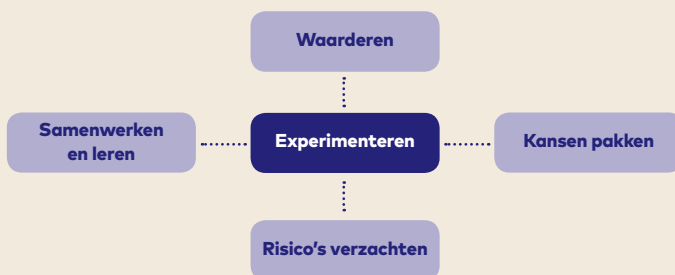 Waarderen
Samenwerken
en leren
Experimenteren
Kansen pakken
Risico's verzachten